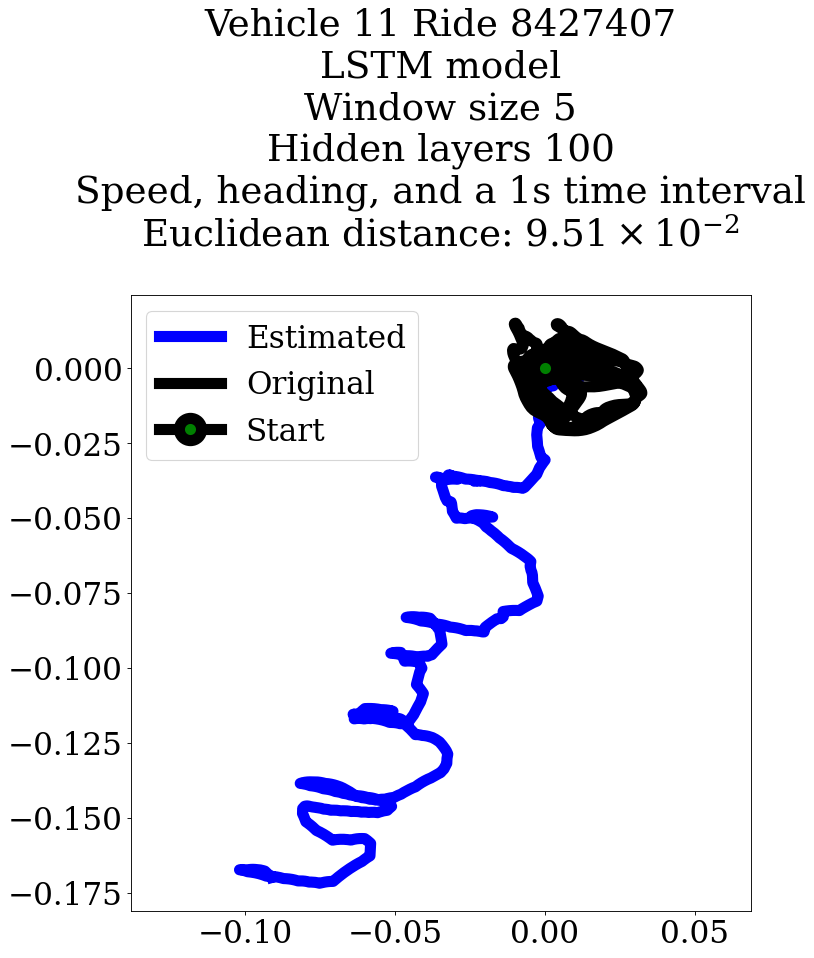 Vehicle 11 Ride 8427407
LSTM model
Window size 5
Hidden layers 100
Speed, heading, and a 1s time interval
Euclidean distance: 9.51 × 10⁻²
Estimated
Original
Start
0.000
−0.025
−0.050
−0.075
−0.100
−0.125
−0.150
−0.175
−0.10 −0.05 0.00 0.05